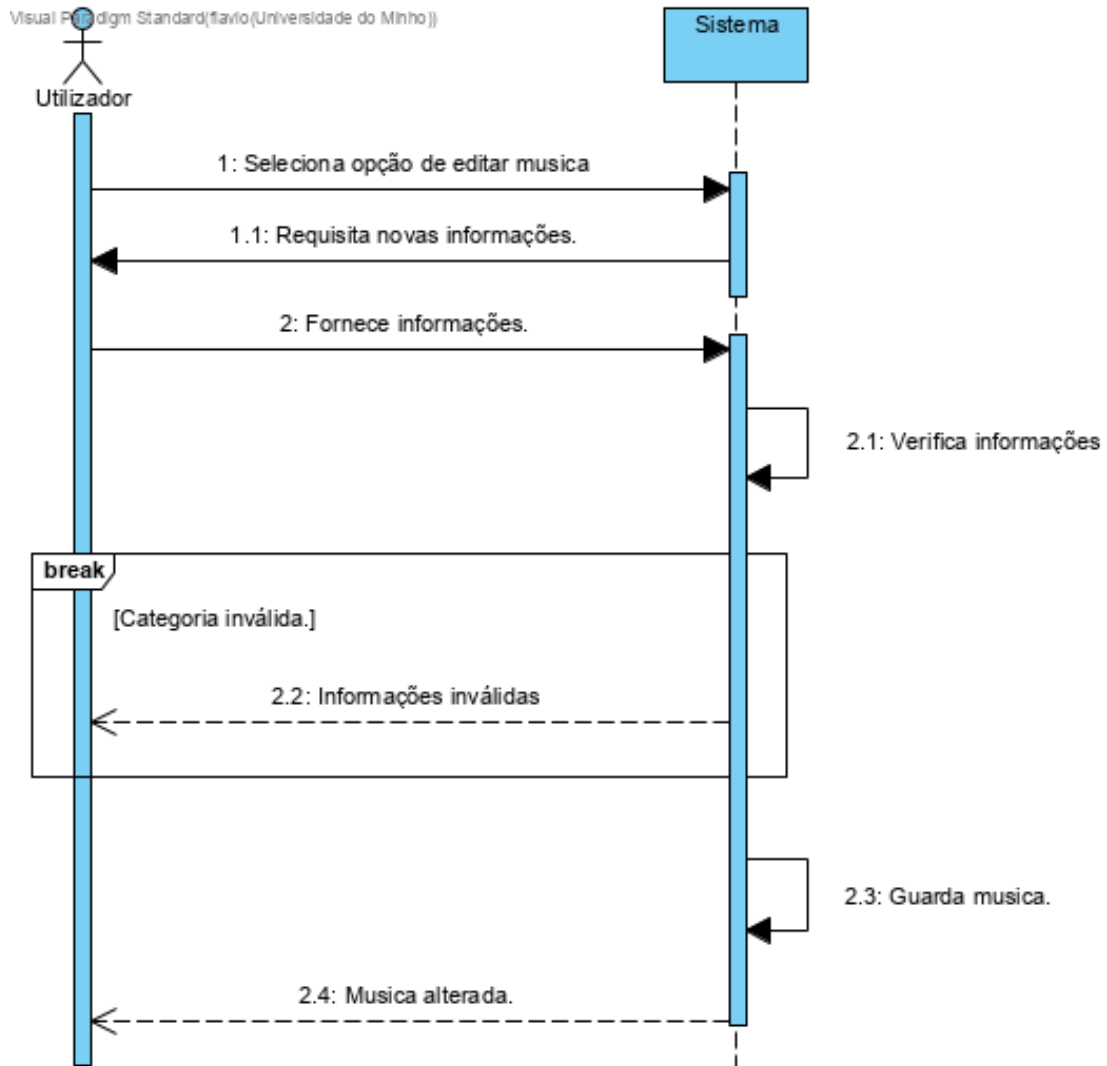 Visual Paradigm Standard(flavio(Universidade do Minho))
Sistema
Utilizador
1: Seleciona opção de editar musica
1.1: Requisita novas informações.
2: Fornece informações.
2.1: Verifica informações
break
[Categoria inválida.]
2.2: Informações inválidas
2.3: Guarda musica.
2.4: Musica alterada.